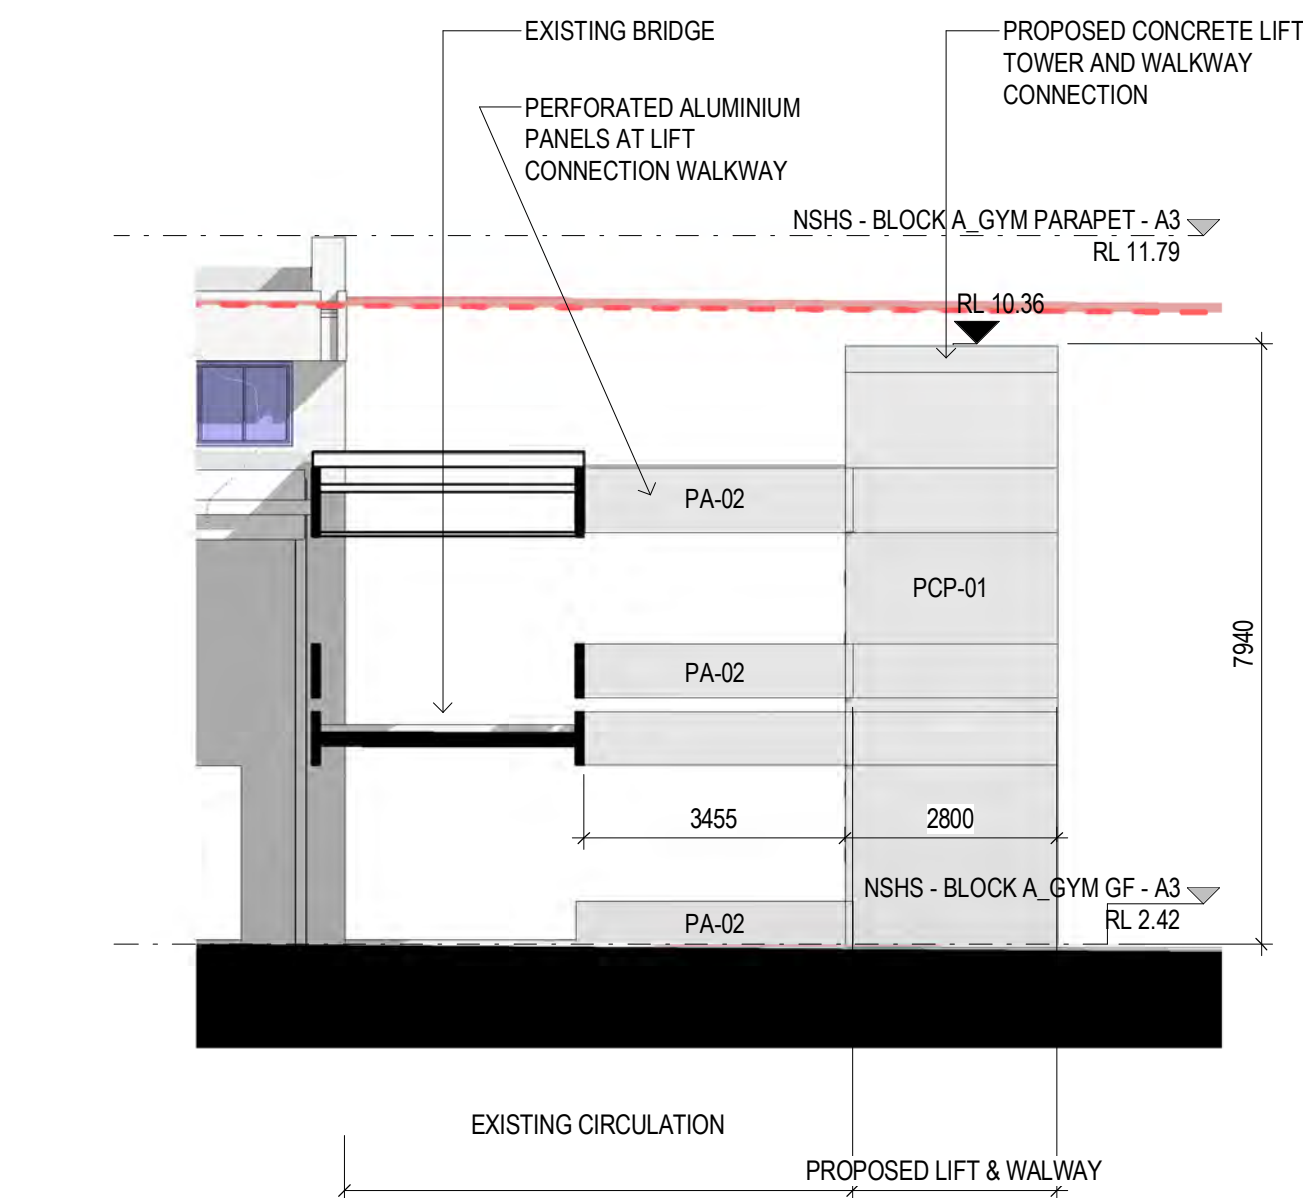 EXISTING BRIDGE
PROPOSED CONCRETE LIFT
TOWER AND WALKWAY
CONNECTION
PERFORATED ALUMINIUM
PANELS AT LIFT
CONNECTION WALKWAY
NSHS - BLOCK A_GYM PARAPET - A3
RL 11.79
RL 10.36
PA-02
PCP-01
7940
PA-02
3455
2800
NSHS - BLOCK A_GYM GF - A3
RL 2.42
PA-02
EXISTING CIRCULATION
PROPOSED LIFT & WALWAY